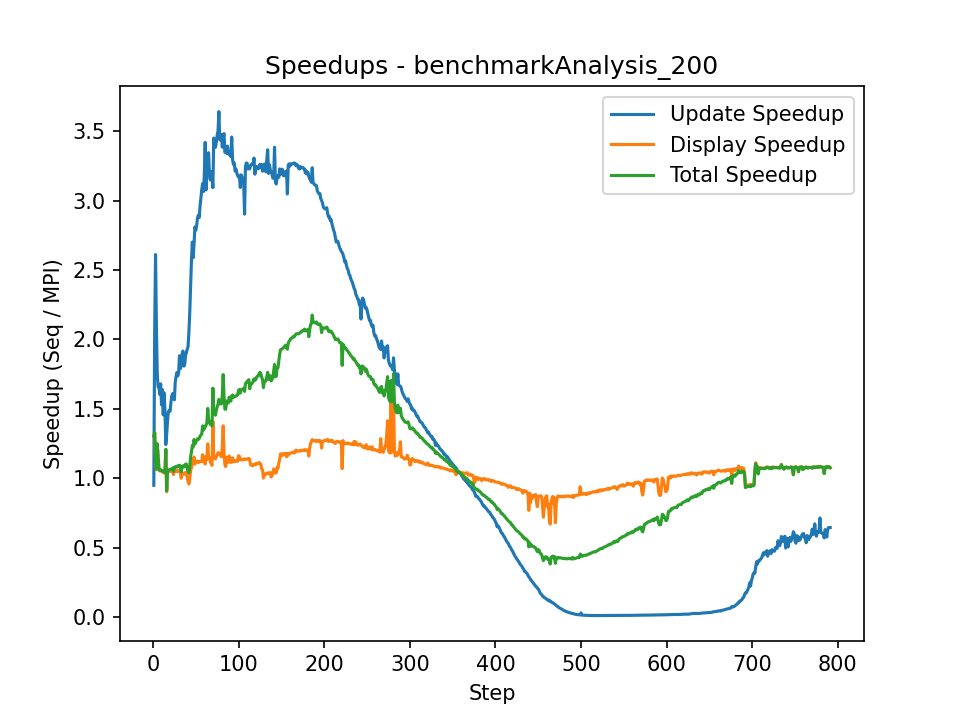 Speedups - benchmarkAnalysis_200
Update Speedup
Display Speedup
Total Speedup
Speedup (Seq / MPI)
3.5
3.0
2.5
2.0
1.5
1.0
0.5
0.0
0 100 200 300 400 500 600 700 800
Step